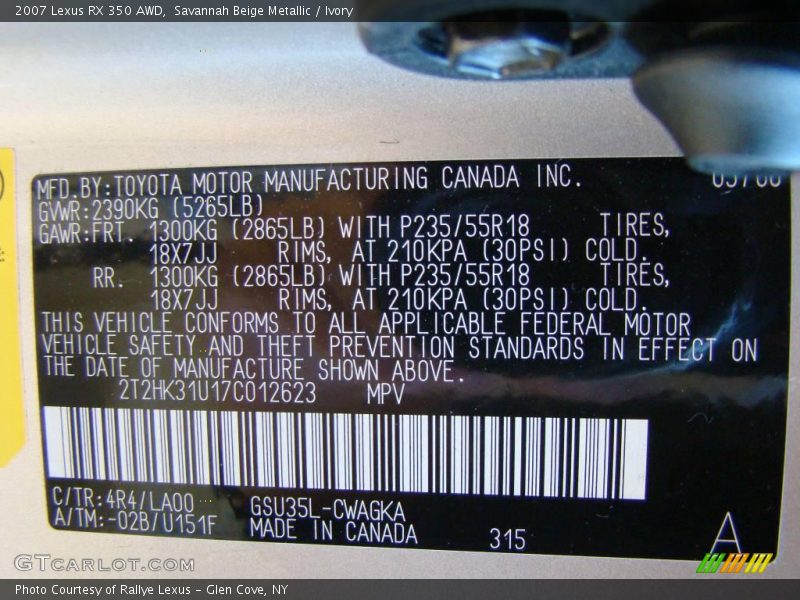 2007 Lexus RX 350 AWD, Savannah Beige Metallic / Ivory
MFD.BY:TOYOTA MOTOR MANUFACTURING CANADA INC.
GVWR:2390KG (5265LB)
GAWR:FRT. 1300KG (2865LB) WITH P235/55R18 TIRES,
18X7JJ RIMS, AT 210KPA (30PSI) COLD.
RR. 1300KG (2865LB) WITH P235/55R18 TIRES,
18X7JJ RIMS, AT 210KPA (30PSI) COLD.
THIS VEHICLE CONFORMS TO ALL APPLICABLE FEDERAL MOTOR
VEHICLE SAFETY AND THEFT PREVENTION STANDARDS IN EFFECT ON
THE DATE OF MANUFACTURE SHOWN ABOVE.
2T2HK31U17C012623 MPV
C/TR:4R4/LA00 GSU35L-CWAGKA
A/TM:-02B/U151F MADE IN CANADA 315 A
GTCARLOT.COM
Photo Courtesy of Rallye Lexus - Glen Cove, NY